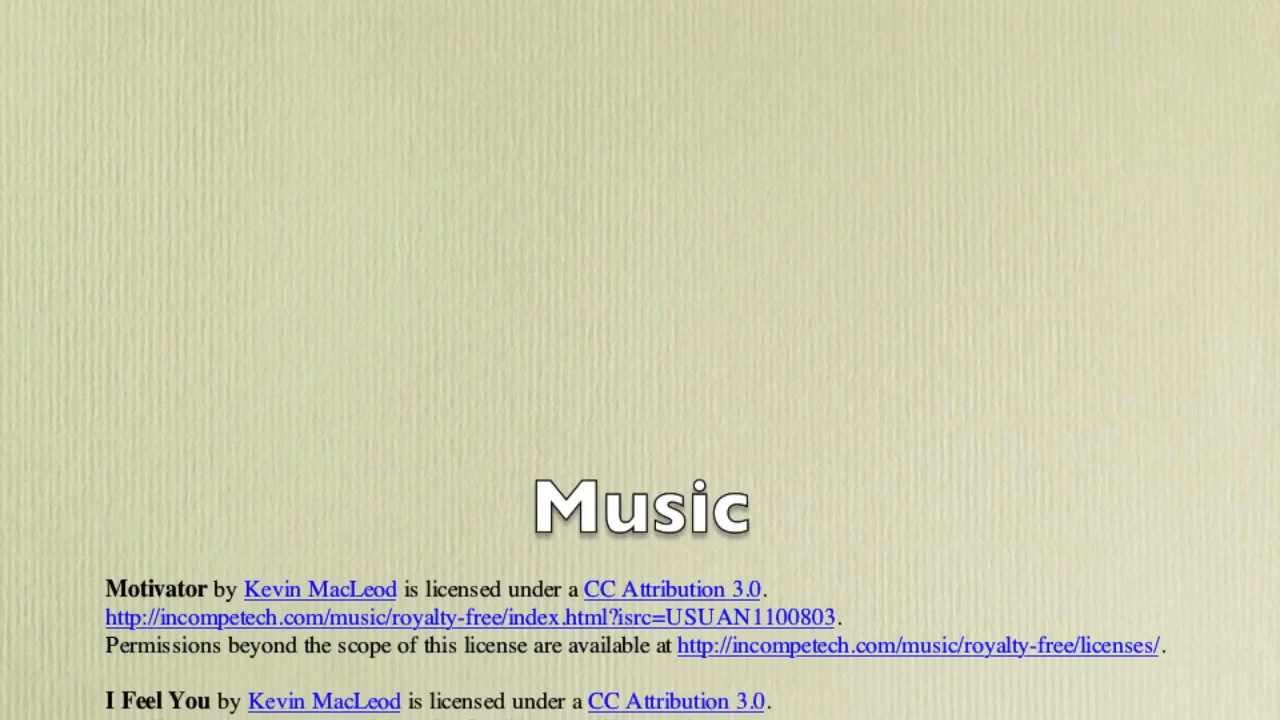 Music
Motivator by Kevin MacLeod is licensed under a CC Attribution 3.0.
http://incompetech.com/music/royalty-free/index.html?isrc=USUAN1100803.
Permissions beyond the scope of this license are available at http://incompetech.com/music/royalty-free/licenses/.
I Feel You by Kevin MacLeod is licensed under a CC Attribution 3.0.